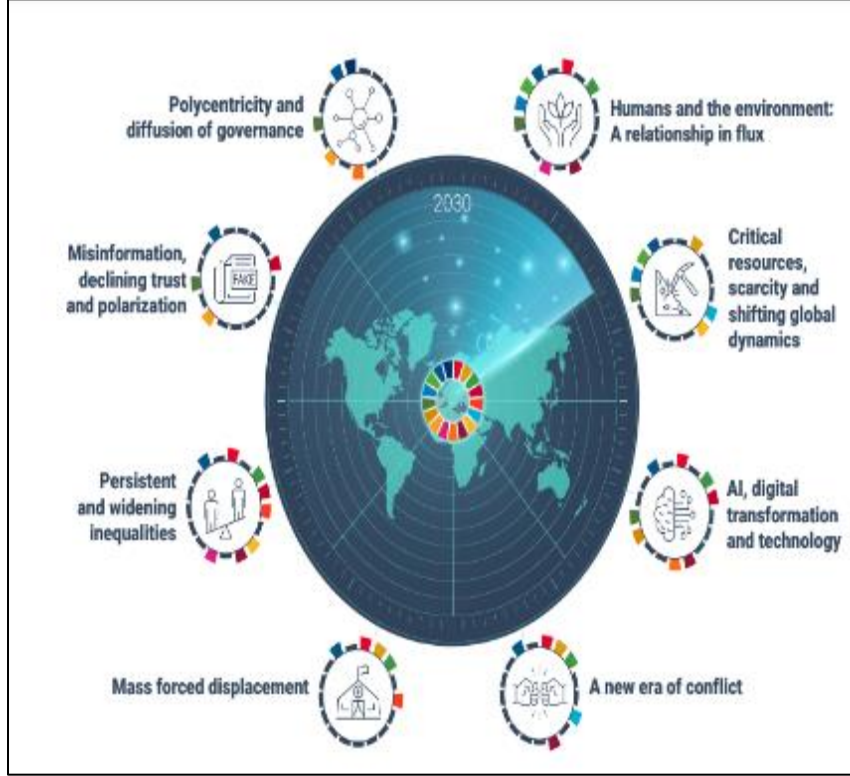 Polycentricity and
diffusion of governance
Humans and the environment:
A relationship in flux
2030
Misinformation,
declining trust
and polarization
FAKE
Critical
resources,
scarcity and
shifting global
dynamics
Persistent
and widening
inequalities
AI, digital
transformation
and technology
Mass forced displacement
A new era of conflict